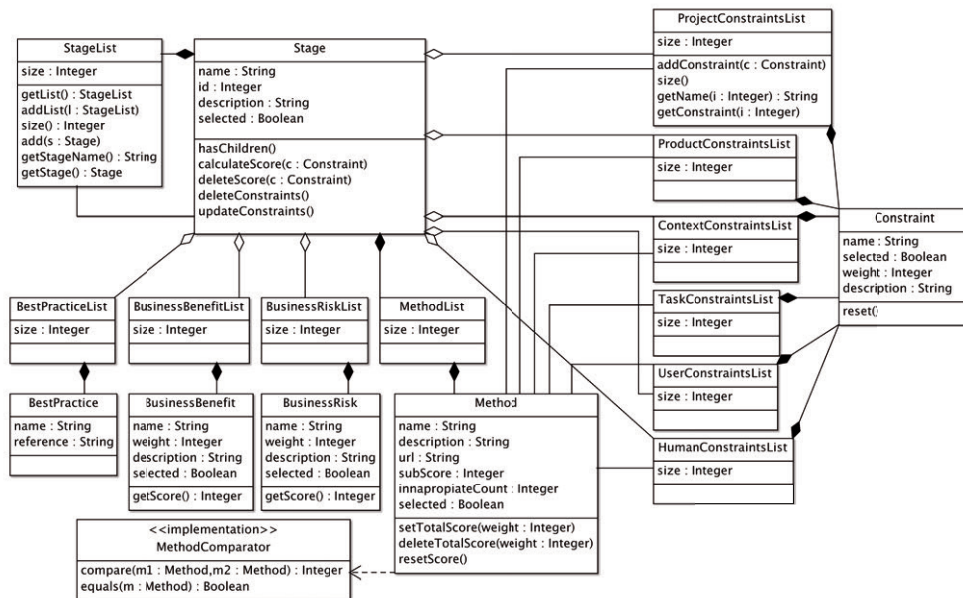 StageList
size : Integer
getList() : StageList
addList(l : StageList)
size() : Integer
add(s : Stage)
getStageName() : String
getStage() : Stage
Stage
name : String
id : Integer
description : String
selected : Boolean
hasChildren()
calculateScore(c : Constraint)
deleteScore(c : Constraint)
deleteConstraints()
updateConstraints()
ProjectConstraintsList
size : Integer
addConstraint(c : Constraint)
size()
getName(i : Integer) : String
getConstraint(i : Integer)
ProductConstraintsList
size : Integer
ContextConstraintsList
size : Integer
Constraint
name : String
selected : Boolean
weight : Integer
description : String
reset()
TaskConstraintsList
size : Integer
UserConstraintsList
size : Integer
HumanConstraintsList
size : Integer
BestPracticeList
size : Integer
BusinessBenefitList
size : Integer
BusinessRiskList
size : Integer
MethodList
size : Integer
BestPractice
name : String
reference : String
BusinessBenefit
name : String
weight : Integer
description : String
selected : Boolean
getScore() : Integer
BusinessRisk
name : String
weight : Integer
description : String
selected : Boolean
getScore() : Integer
Method
name : String
description : String
url : String
subScore : Integer
innapropiateCount : Integer
selected : Boolean
setTotalScore(weight : Integer)
deleteTotalScore(weight : Integer)
resetScore()
<<implementation>>
MethodComparator
compare(m1 : Method,m2 : Method) : Integer
equals(m : Method) : Boolean